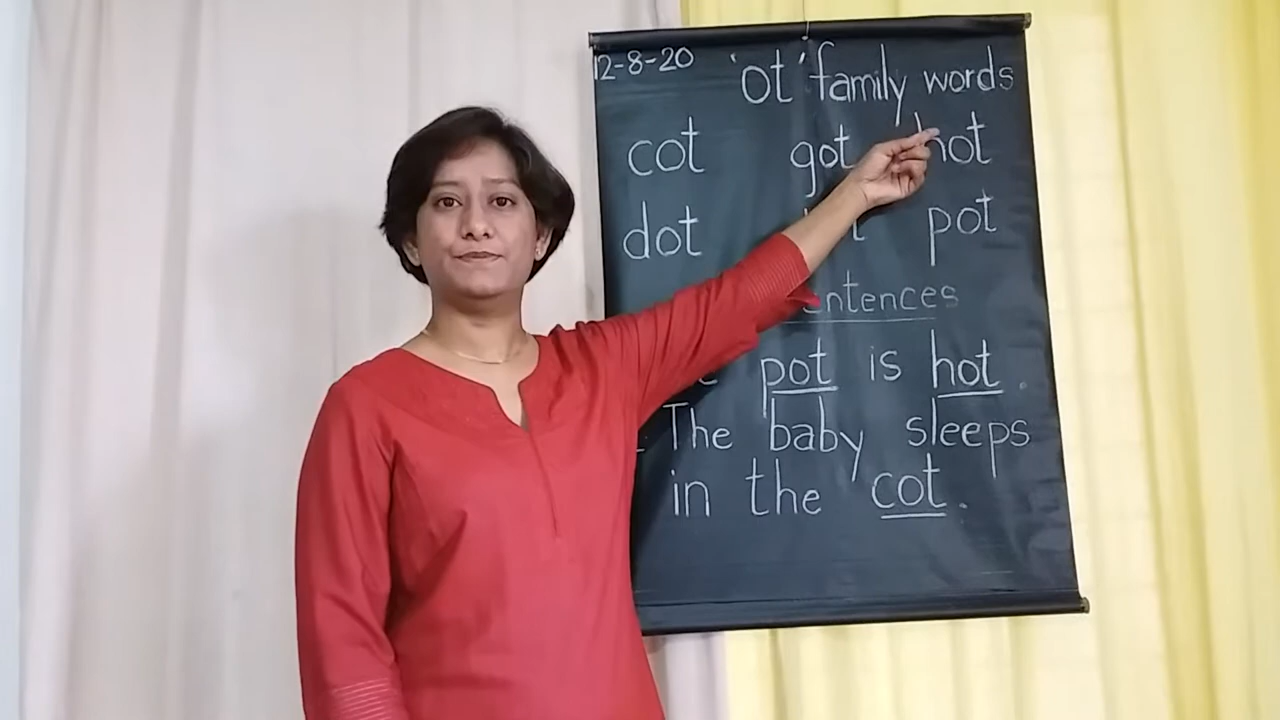 12-8-20 'ot' family words
cot got hot
dot pot
pot is hot.
The baby sleeps
in the cot.